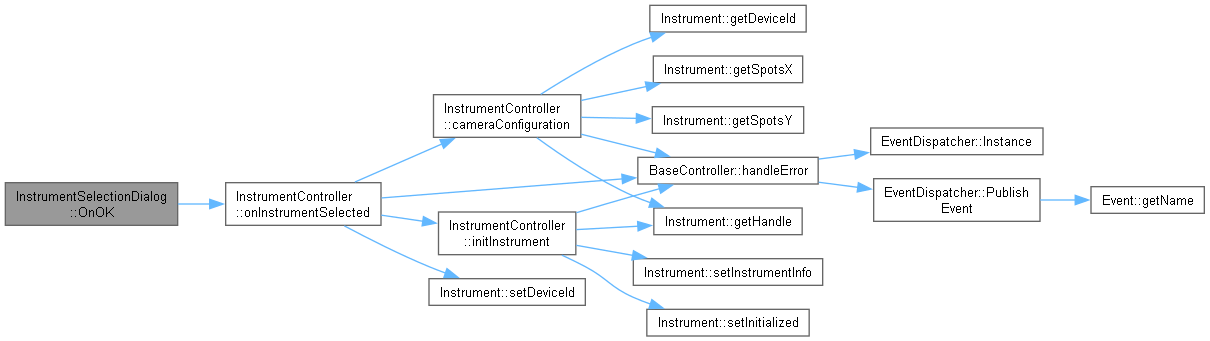 InstrumentSelectionDialog
::OnOK
InstrumentController
::onInstrumentSelected
InstrumentController
::cameraConfiguration
InstrumentController
::initInstrument
Instrument::setDeviceId
Instrument::getDeviceId
Instrument::getSpotsX
Instrument::getSpotsY
BaseController::handleError
Instrument::getHandle
Instrument::setInstrumentInfo
Instrument::setInitialized
EventDispatcher::Instance
EventDispatcher::Publish
Event
Event::getName